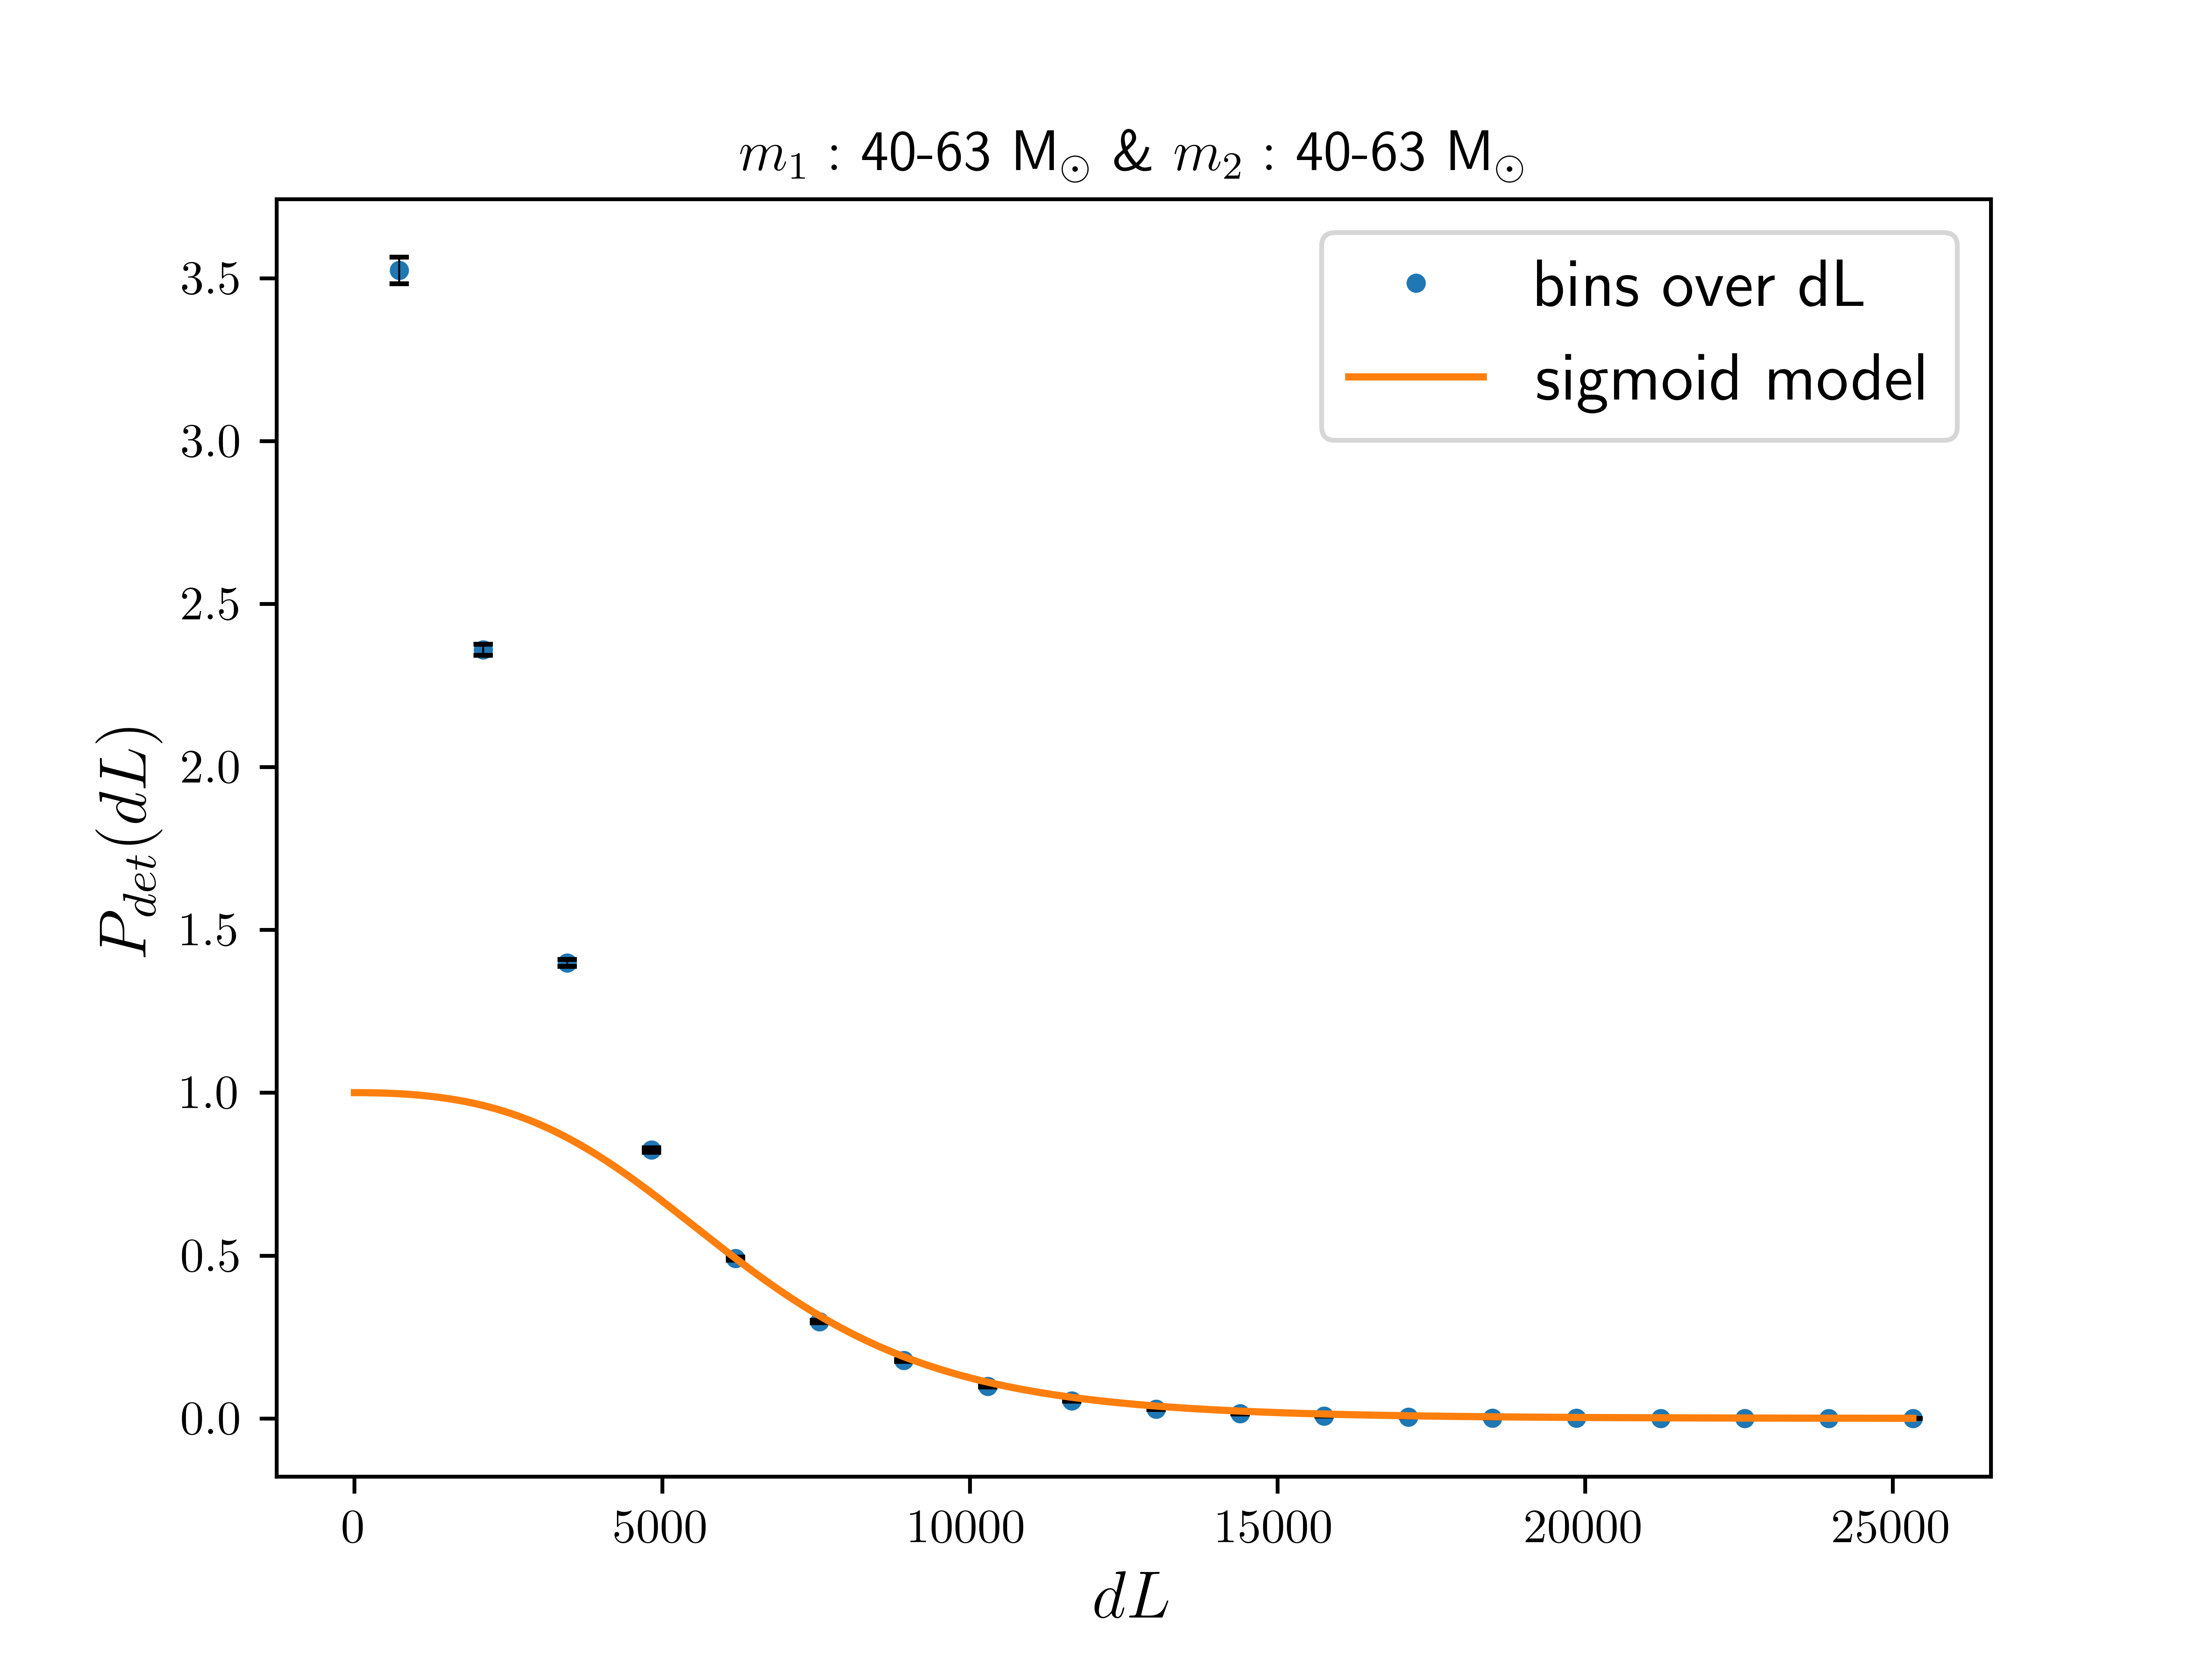 m₁ : 40-63 M☉ & m₂ : 40-63 M☉
bins over dL
sigmoid model
3.5
3.0
2.5
2.0
1.5
1.0
0.5
0.0
P_det(dL)
0 5000 10000 15000 20000 25000
dL